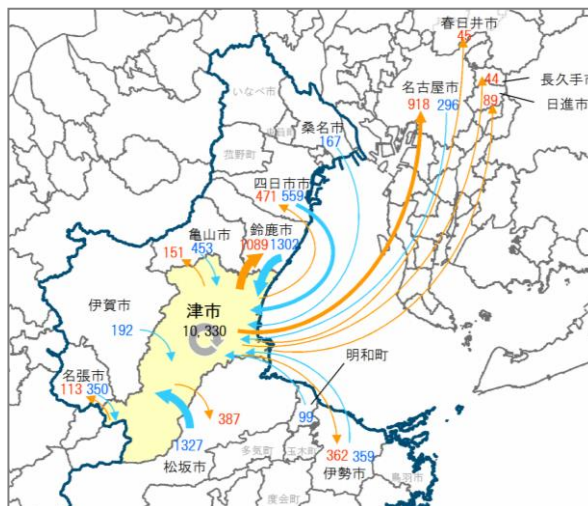 春日井市
45
名古屋市
918 296
44 長久手市
89 日進市
いなべ市
桑名市
167
菰野町
四日市市
471 559
亀山市
151 453
鈴鹿市
1089 1302
津市
10,330
伊賀市
192
名張市
113 350
387
1327
松坂市
明和町
99
多気町
玉木町
362 359
伊勢市
鳥羽市
度会町